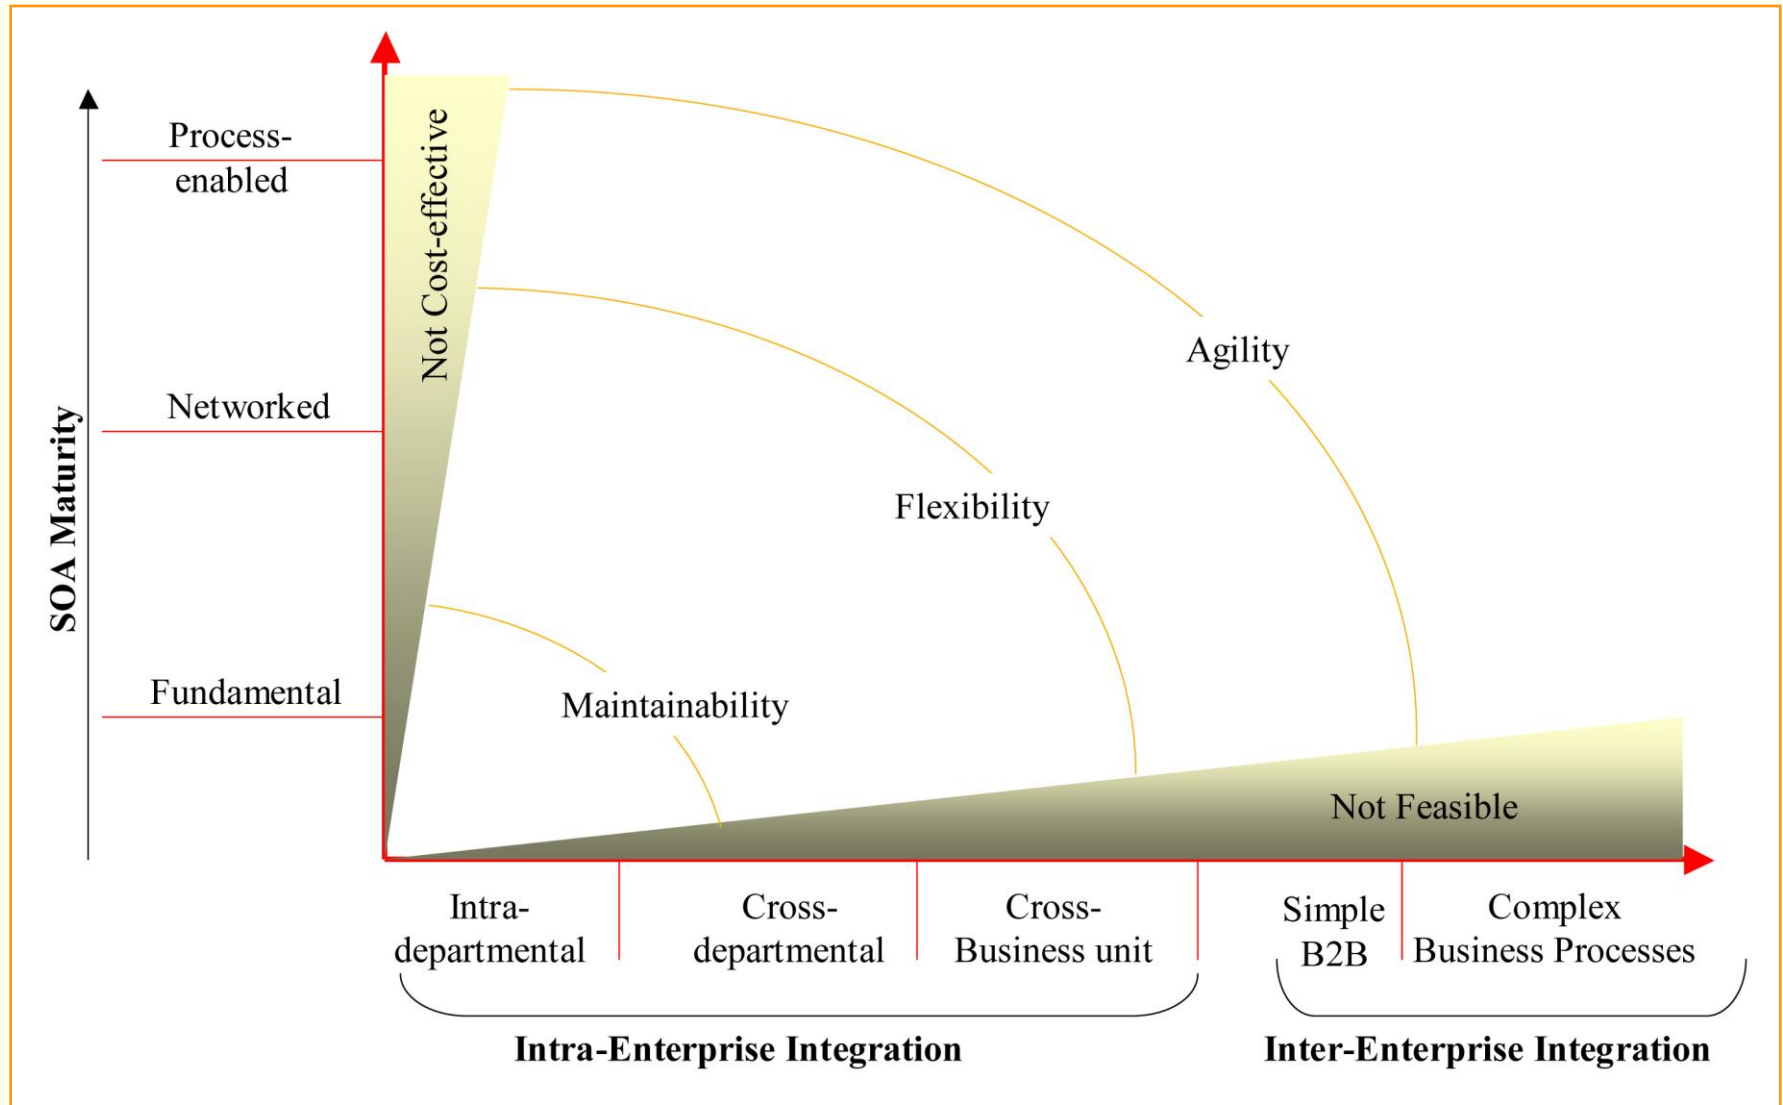 Process-
enabled
Not Cost-effective
Agility
Networked
SOA Maturity
Flexibility
Fundamental
Maintainability
Not Feasible
Intra-
departmental
Cross-
departmental
Cross-
Business unit
Simple
B2B
Complex
Business Processes
Intra-Enterprise Integration
Inter-Enterprise Integration